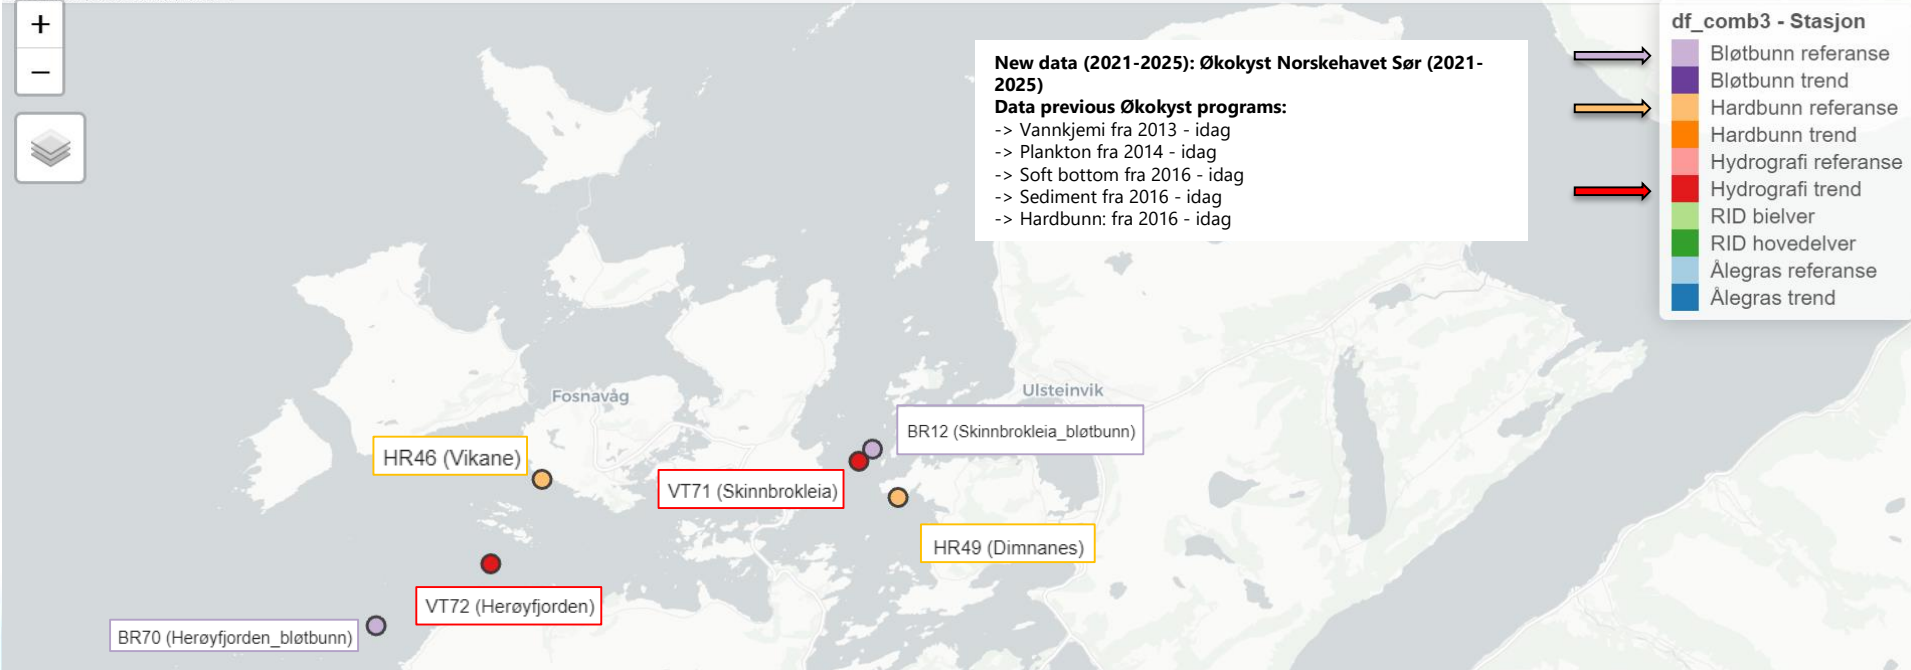 +
−
New data (2021-2025): Økokyst Norskehavet Sør (2021-
2025)
Data previous Økokyst programs:
-> Vannkjemi fra 2013 - idag
-> Plankton fra 2014 - idag
-> Soft bottom fra 2016 - idag
-> Sediment fra 2016 - idag
-> Hardbunn: fra 2016 - idag
df_comb3 - Stasjon
Bløtbunn referanse
Bløtbunn trend
Hardbunn referanse
Hardbunn trend
Hydrografi referanse
Hydrografi trend
RID bielver
RID hovedelver
Ålegras referanse
Ålegras trend
Fosnavåg
Ulsteinvik
BR12 (Skinnbrokleia_bløtbunn)
HR46 (Vikane)
VT71 (Skinnbrokleia)
HR49 (Dimnanes)
VT72 (Herøyfjorden)
BR70 (Herøyfjorden_bløtbunn)